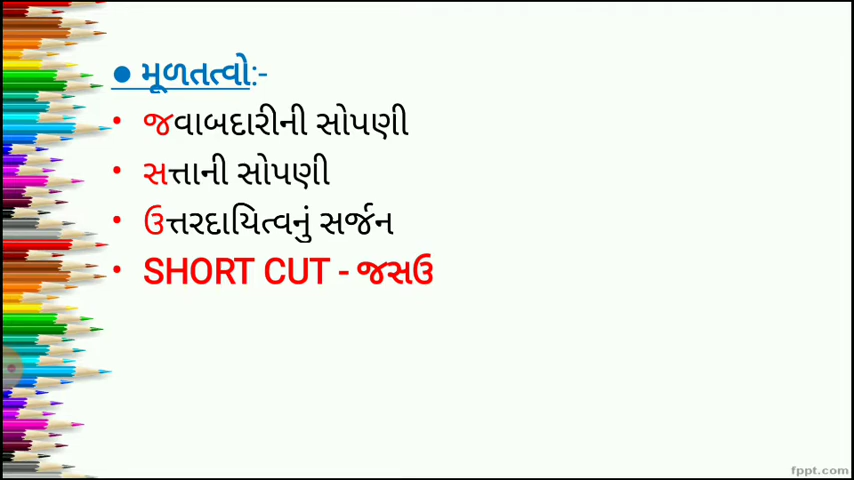 ● મૂળતત્વો:-
• જવાબદારીની સોપણી
• સત્તાની સોપણી
• ઉત્તરદાયિત્વનું સર્જન
• SHORT CUT - જસઉ
fppt.com